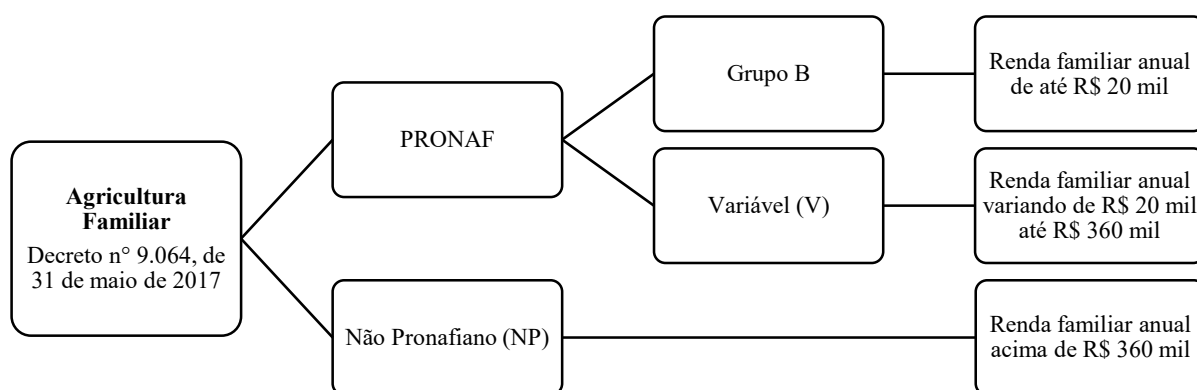 Agricultura
Familiar
Decreto n° 9.064, de
31 de maio de 2017
PRONAF
Grupo B
Renda familiar anual
de até R$ 20 mil
Variável (V)
Renda familiar anual
variando de R$ 20 mil
até R$ 360 mil
Não Pronafiano (NP)
Renda familiar anual
acima de R$ 360 mil